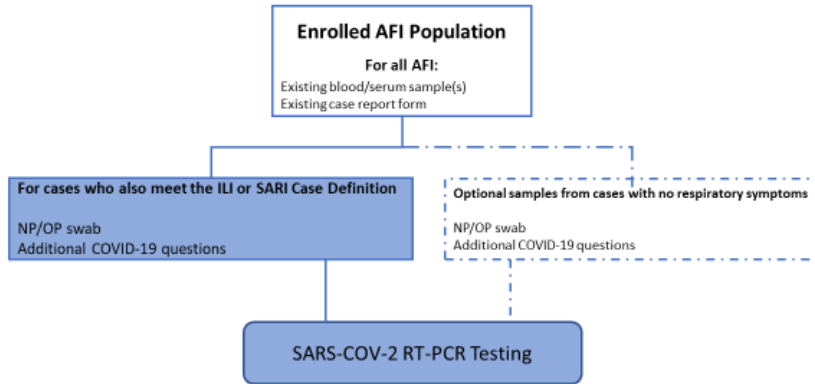 Enrolled AFI Population
For all AFI:
Existing blood/serum sample(s)
Existing case report form
For cases who also meet the ILI or SARI Case Definition
NP/OP swab
Additional COVID-19 questions
Optional samples from cases with no respiratory symptoms
NP/OP swab
Additional COVID-19 questions
SARS-COV-2 RT-PCR Testing